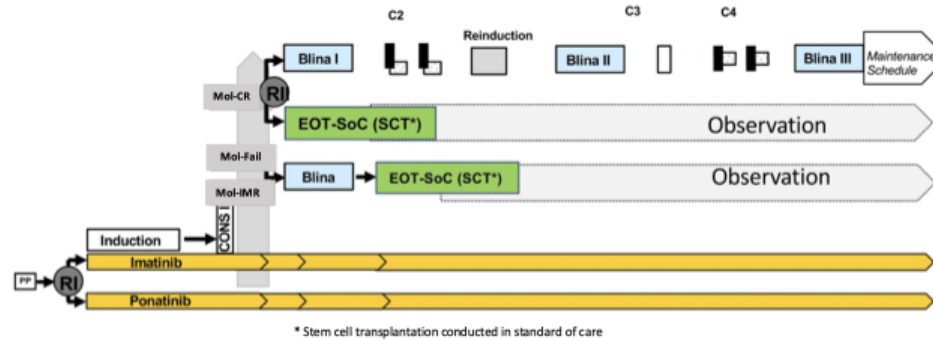 C2
C3
C4
Reinduction
Blina I
Blina II
Blina III
Maintenance
Schedule
Mol-CR
RII
EOT-SoC (SCT*)
Observation
Mol-Fail
Blina
EOT-SoC (SCT*)
Observation
Mol-IMR
CONS I
Induction
Imatinib
PP
RI
Ponatinib
* Stem cell transplantation conducted in standard of care